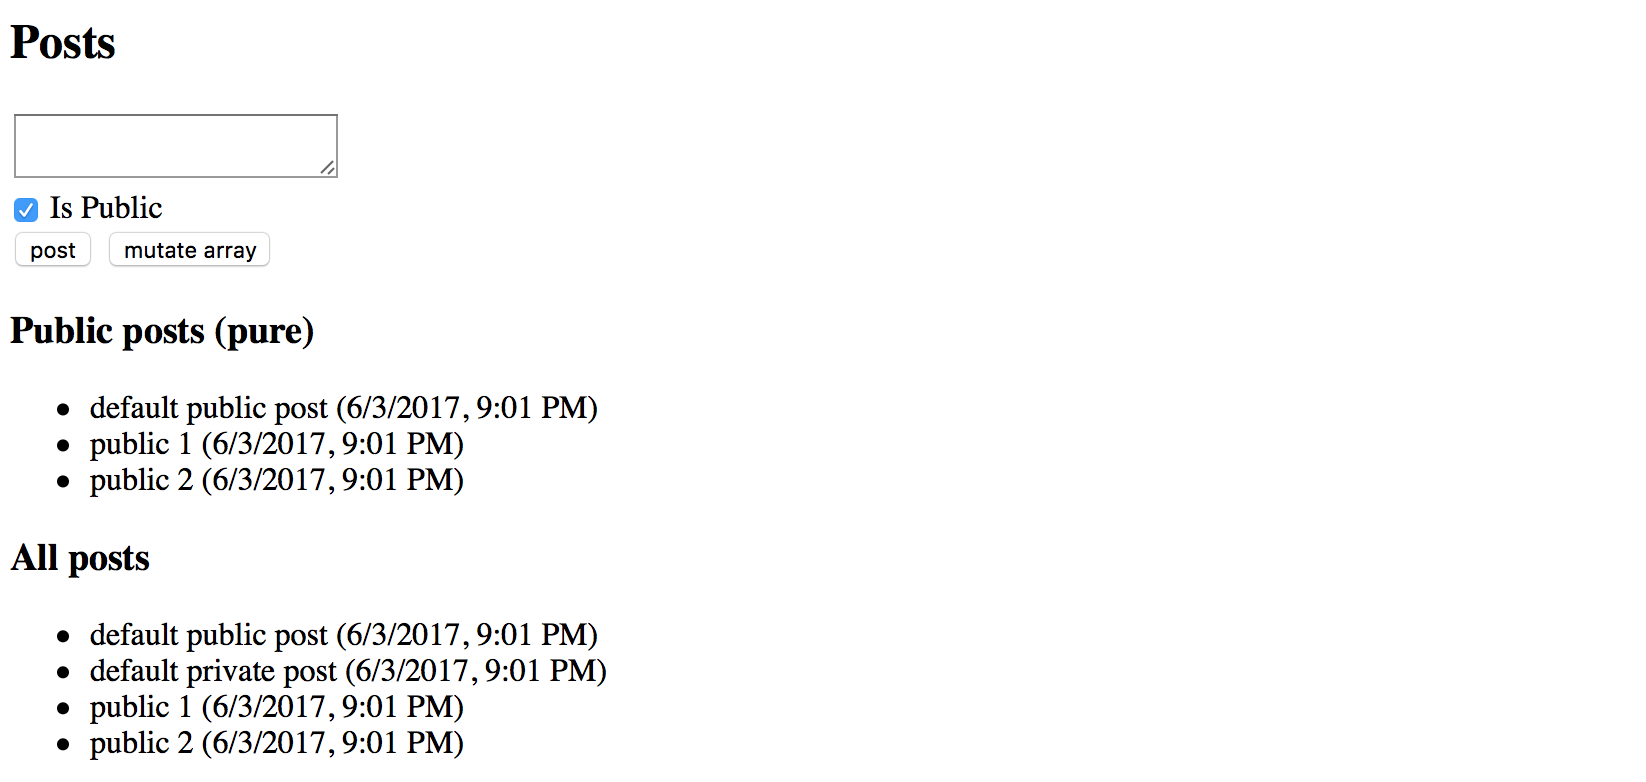 Posts
Is Public
post mutate array
Public posts (pure)
default public post (6/3/2017, 9:01 PM)
public 1 (6/3/2017, 9:01 PM)
public 2 (6/3/2017, 9:01 PM)
All posts
default public post (6/3/2017, 9:01 PM)
default private post (6/3/2017, 9:01 PM)
public 1 (6/3/2017, 9:01 PM)
public 2 (6/3/2017, 9:01 PM)